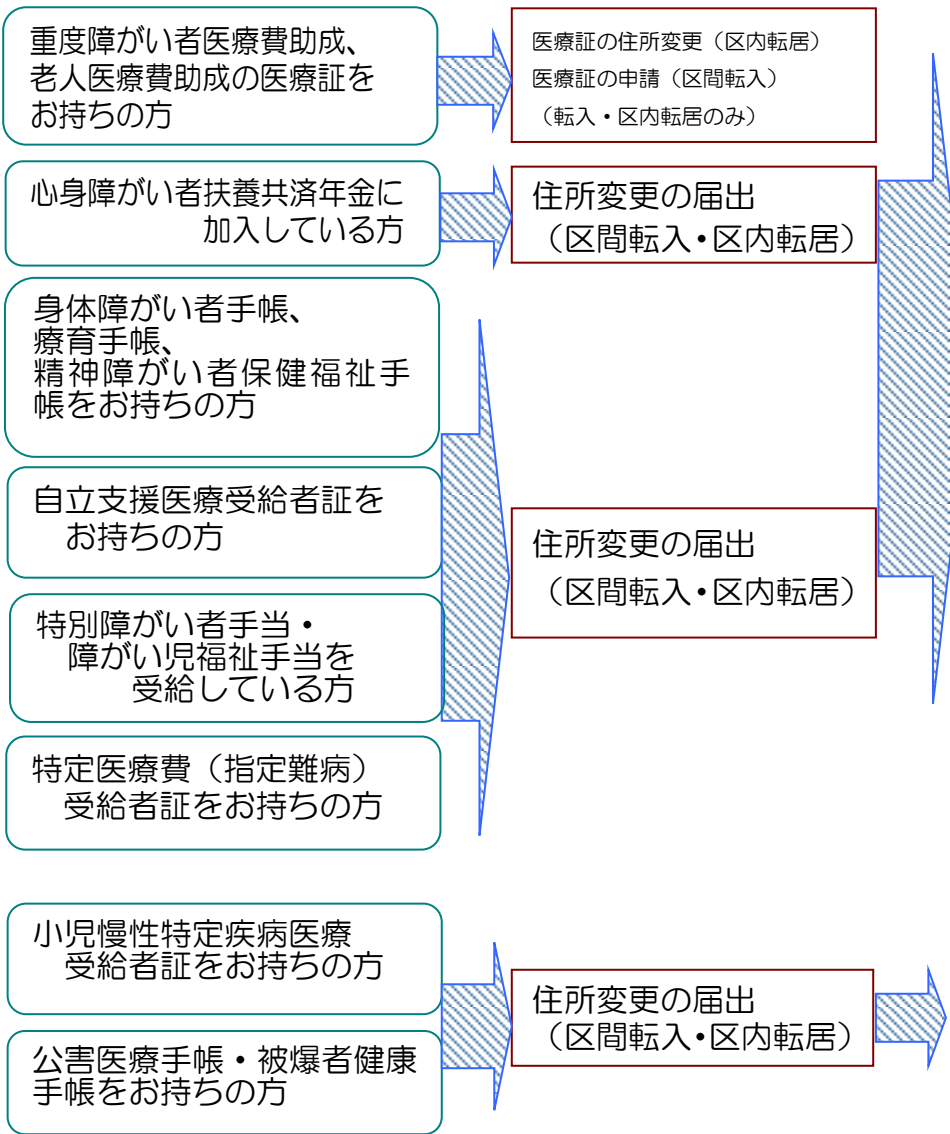 重度障がい者医療費助成、
老人医療費助成の医療証を
お持ちの方
医療証の住所変更（区内転居）
医療証の申請（区間転入）
（転入・区内転居のみ）
心身障がい者扶養共済年金に
加入している方
住所変更の届出
（区間転入・区内転居）
身体障がい者手帳、
療育手帳、
精神障がい者保健福祉手
帳をお持ちの方
自立支援医療受給者証を
お持ちの方
特別障がい者手当・
障がい児福祉手当を
受給している方
特定医療費（指定難病）
受給者証をお持ちの方
住所変更の届出
（区間転入・区内転居）
小児慢性特定疾病医療
受給者証をお持ちの方
公害医療手帳・被爆者健康
手帳をお持ちの方
住所変更の届出
（区間転入・区内転居）